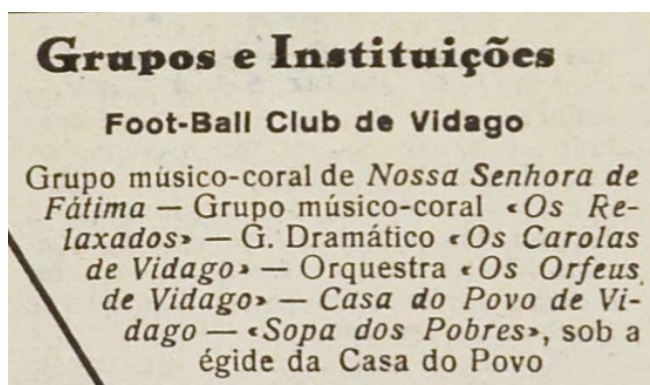 Grupos e Instituições
Foot-Ball Club de Vidago
Grupo músico-coral de Nossa Senhora de
Fátima — Grupo músico-coral «Os Re-
laxados» — G. Dramático «Os Carolas
de Vidago» — Orquestra «Os Orfeus
de Vidago» — Casa do Povo de Vi-
dago — «Sopa dos Pobres», sob a
égide da Casa do Povo